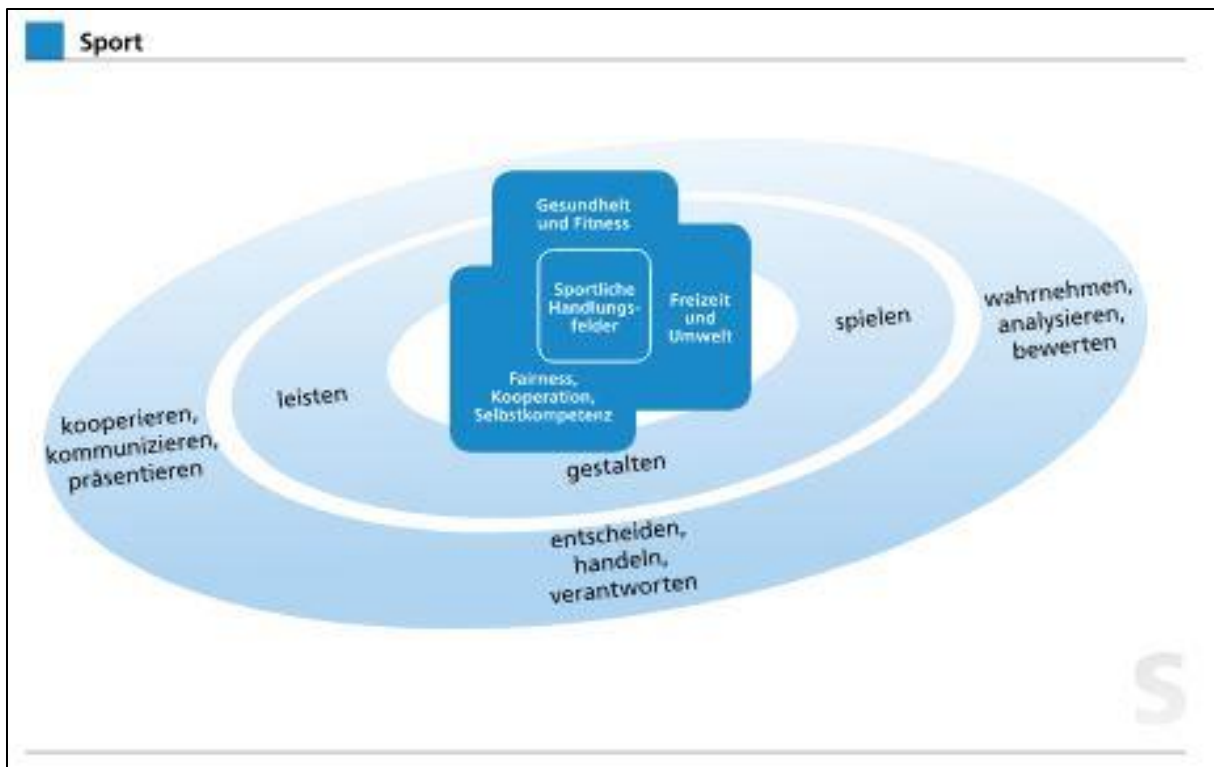 Sport
Gesundheit
und Fitness
Sportliche
Handlungs-
felder
Freizeit
und
Umwelt
Fairness,
Kooperation,
Selbstkompetenz
leisten
spielen
gestalten
wahrnehmen,
analysieren,
bewerten
kooperieren,
kommunizieren,
präsentieren
entscheiden,
handeln,
verantworten
S